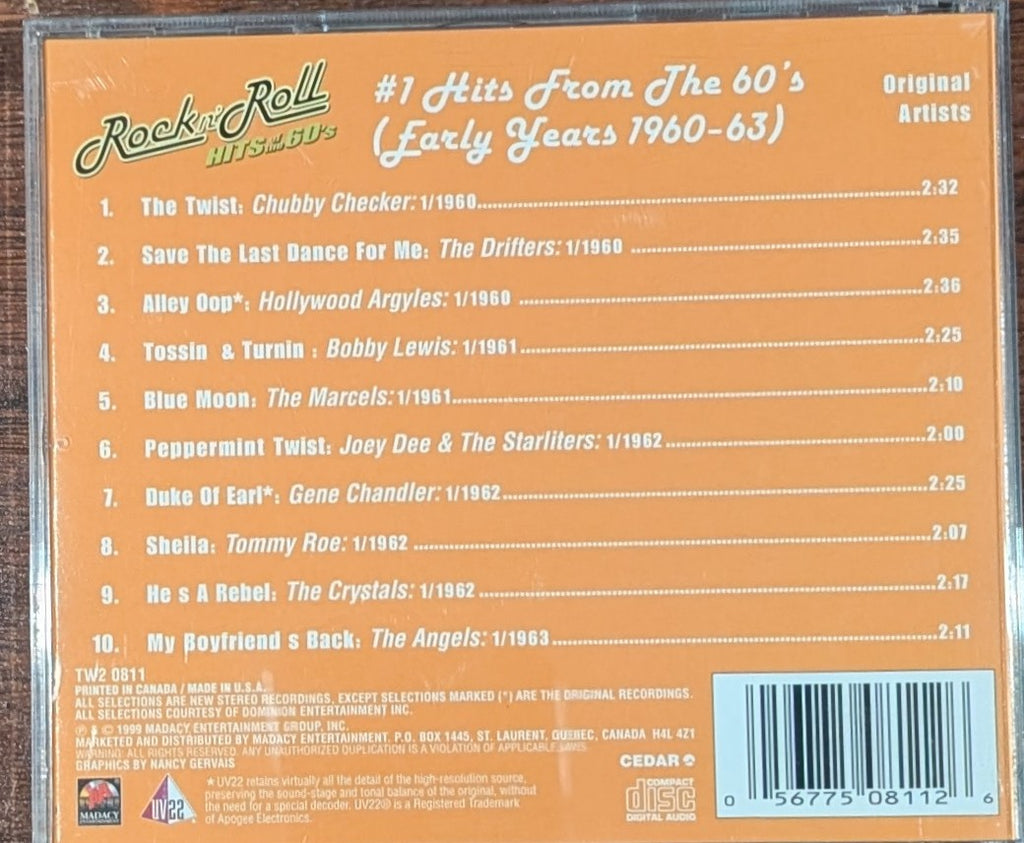 Rock n' Roll
HITS of the 60's
#1 Hits From The 60's
(Early Years 1960-63)
Original
Artists
1. The Twist: Chubby Checker: 1/1960 2:32
2. Save The Last Dance For Me: The Drifters: 1/1960 2:35
3. Alley Oop*: Hollywood Argyles: 1/1960 2:36
4. Tossin & Turnin : Bobby Lewis: 1/1961 2:25
5. Blue Moon: The Marcels: 1/1961 2:10
6. Peppermint Twist: Joey Dee & The Starliters: 1/1962 2:00
7. Duke Of Earl*: Gene Chandler: 1/1962 2:25
8. Sheila: Tommy Roe: 1/1962 2:07
9. He s A Rebel: The Crystals: 1/1962 2:17
10. My Boyfriend s Back: The Angels: 1/1963 2:11
TW2 0811
PRINTED IN CANADA / MADE IN U.S.A.
ALL SELECTIONS ARE NEW STEREO RECORDINGS, EXCEPT SELECTIONS MARKED (*) ARE THE ORIGINAL RECORDINGS.
ALL SELECTIONS COURTESY OF DOMINION ENTERTAINMENT INC.
℗ & © 1999 MADACY ENTERTAINMENT GROUP, INC.
MARKETED AND DISTRIBUTED BY MADACY ENTERTAINMENT, P.O. BOX 1445, ST. LAURENT, QUEBEC, CANADA H4L 4Z1
WARNING: ALL RIGHTS RESERVED. ANY UNAUTHORIZED DUPLICATION IS A VIOLATION OF APPLICABLE LAWS.
GRAPHICS BY NANCY GERVAIS
MADACY
ENTERTAINMENT
UV22
* UV22 retains virtually all the detail of the high-resolution source,
preserving the sound-stage and tonal balance of the original, without
the need for a special decoder. UV22® is a Registered Trademark
of Apogee Electronics.
CEDAR
COMPACT
disc
DIGITAL AUDIO
0 56775 08112 6